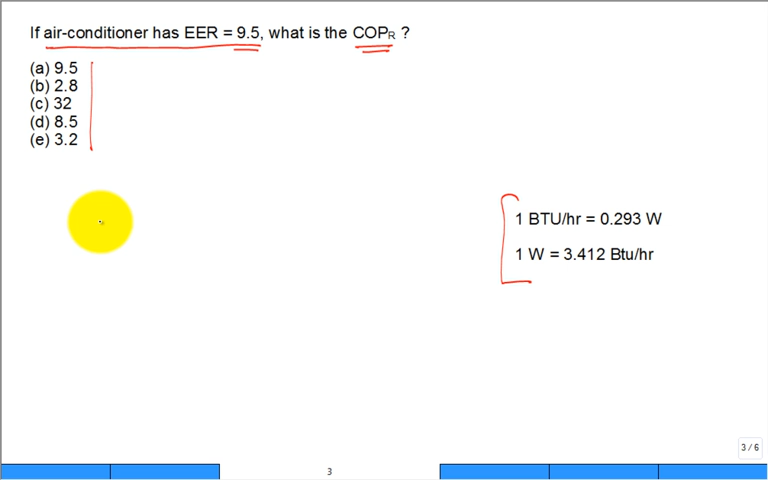 If air-conditioner has EER = 9.5, what is the COPR ?
(a) 9.5
(b) 2.8
(c) 32
(d) 8.5
(e) 3.2
1 BTU/hr = 0.293 W
1 W = 3.412 Btu/hr
3 / 6
3